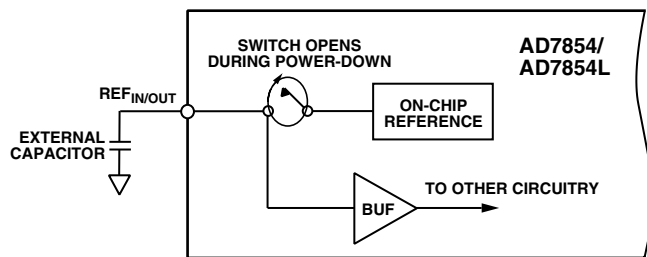 SWITCH OPENS
DURING POWER-DOWN
AD7854/
AD7854L
REFIN/OUT
ON-CHIP
REFERENCE
EXTERNAL
CAPACITOR
BUF
TO OTHER CIRCUITRY